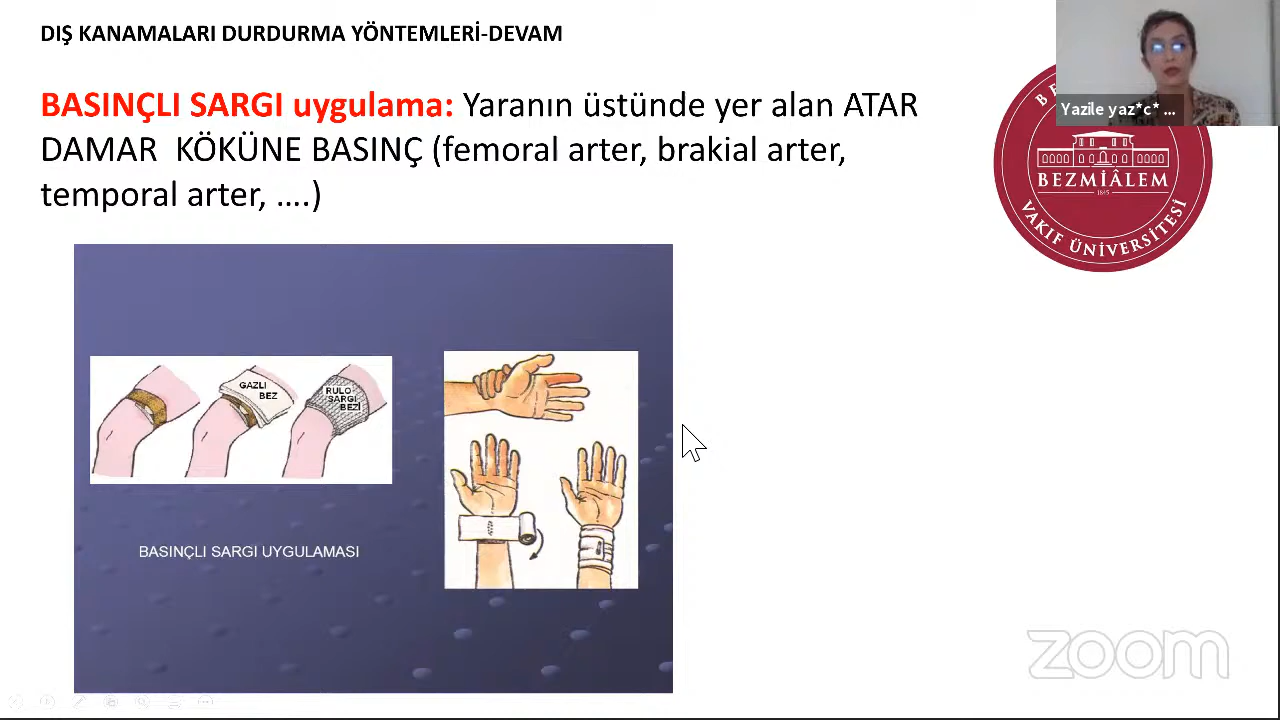 DIŞ KANAMALARI DURDURMA YÖNTEMLERİ-DEVAM
BASINÇLI SARGI uygulama: Yaranın üstünde yer alan ATAR
DAMAR KÖKÜNE BASINÇ (femoral arter, brakial arter,
temporal arter, ....)
Yazile yaz*c* ...
BE
BEZMİÂLEM
1845
VAKIF ÜNİVERSİTESİ
GAZLI
BEZ
RULO
SARGI
BEZİ
BASINÇLI SARGI UYGULAMASI
zoom